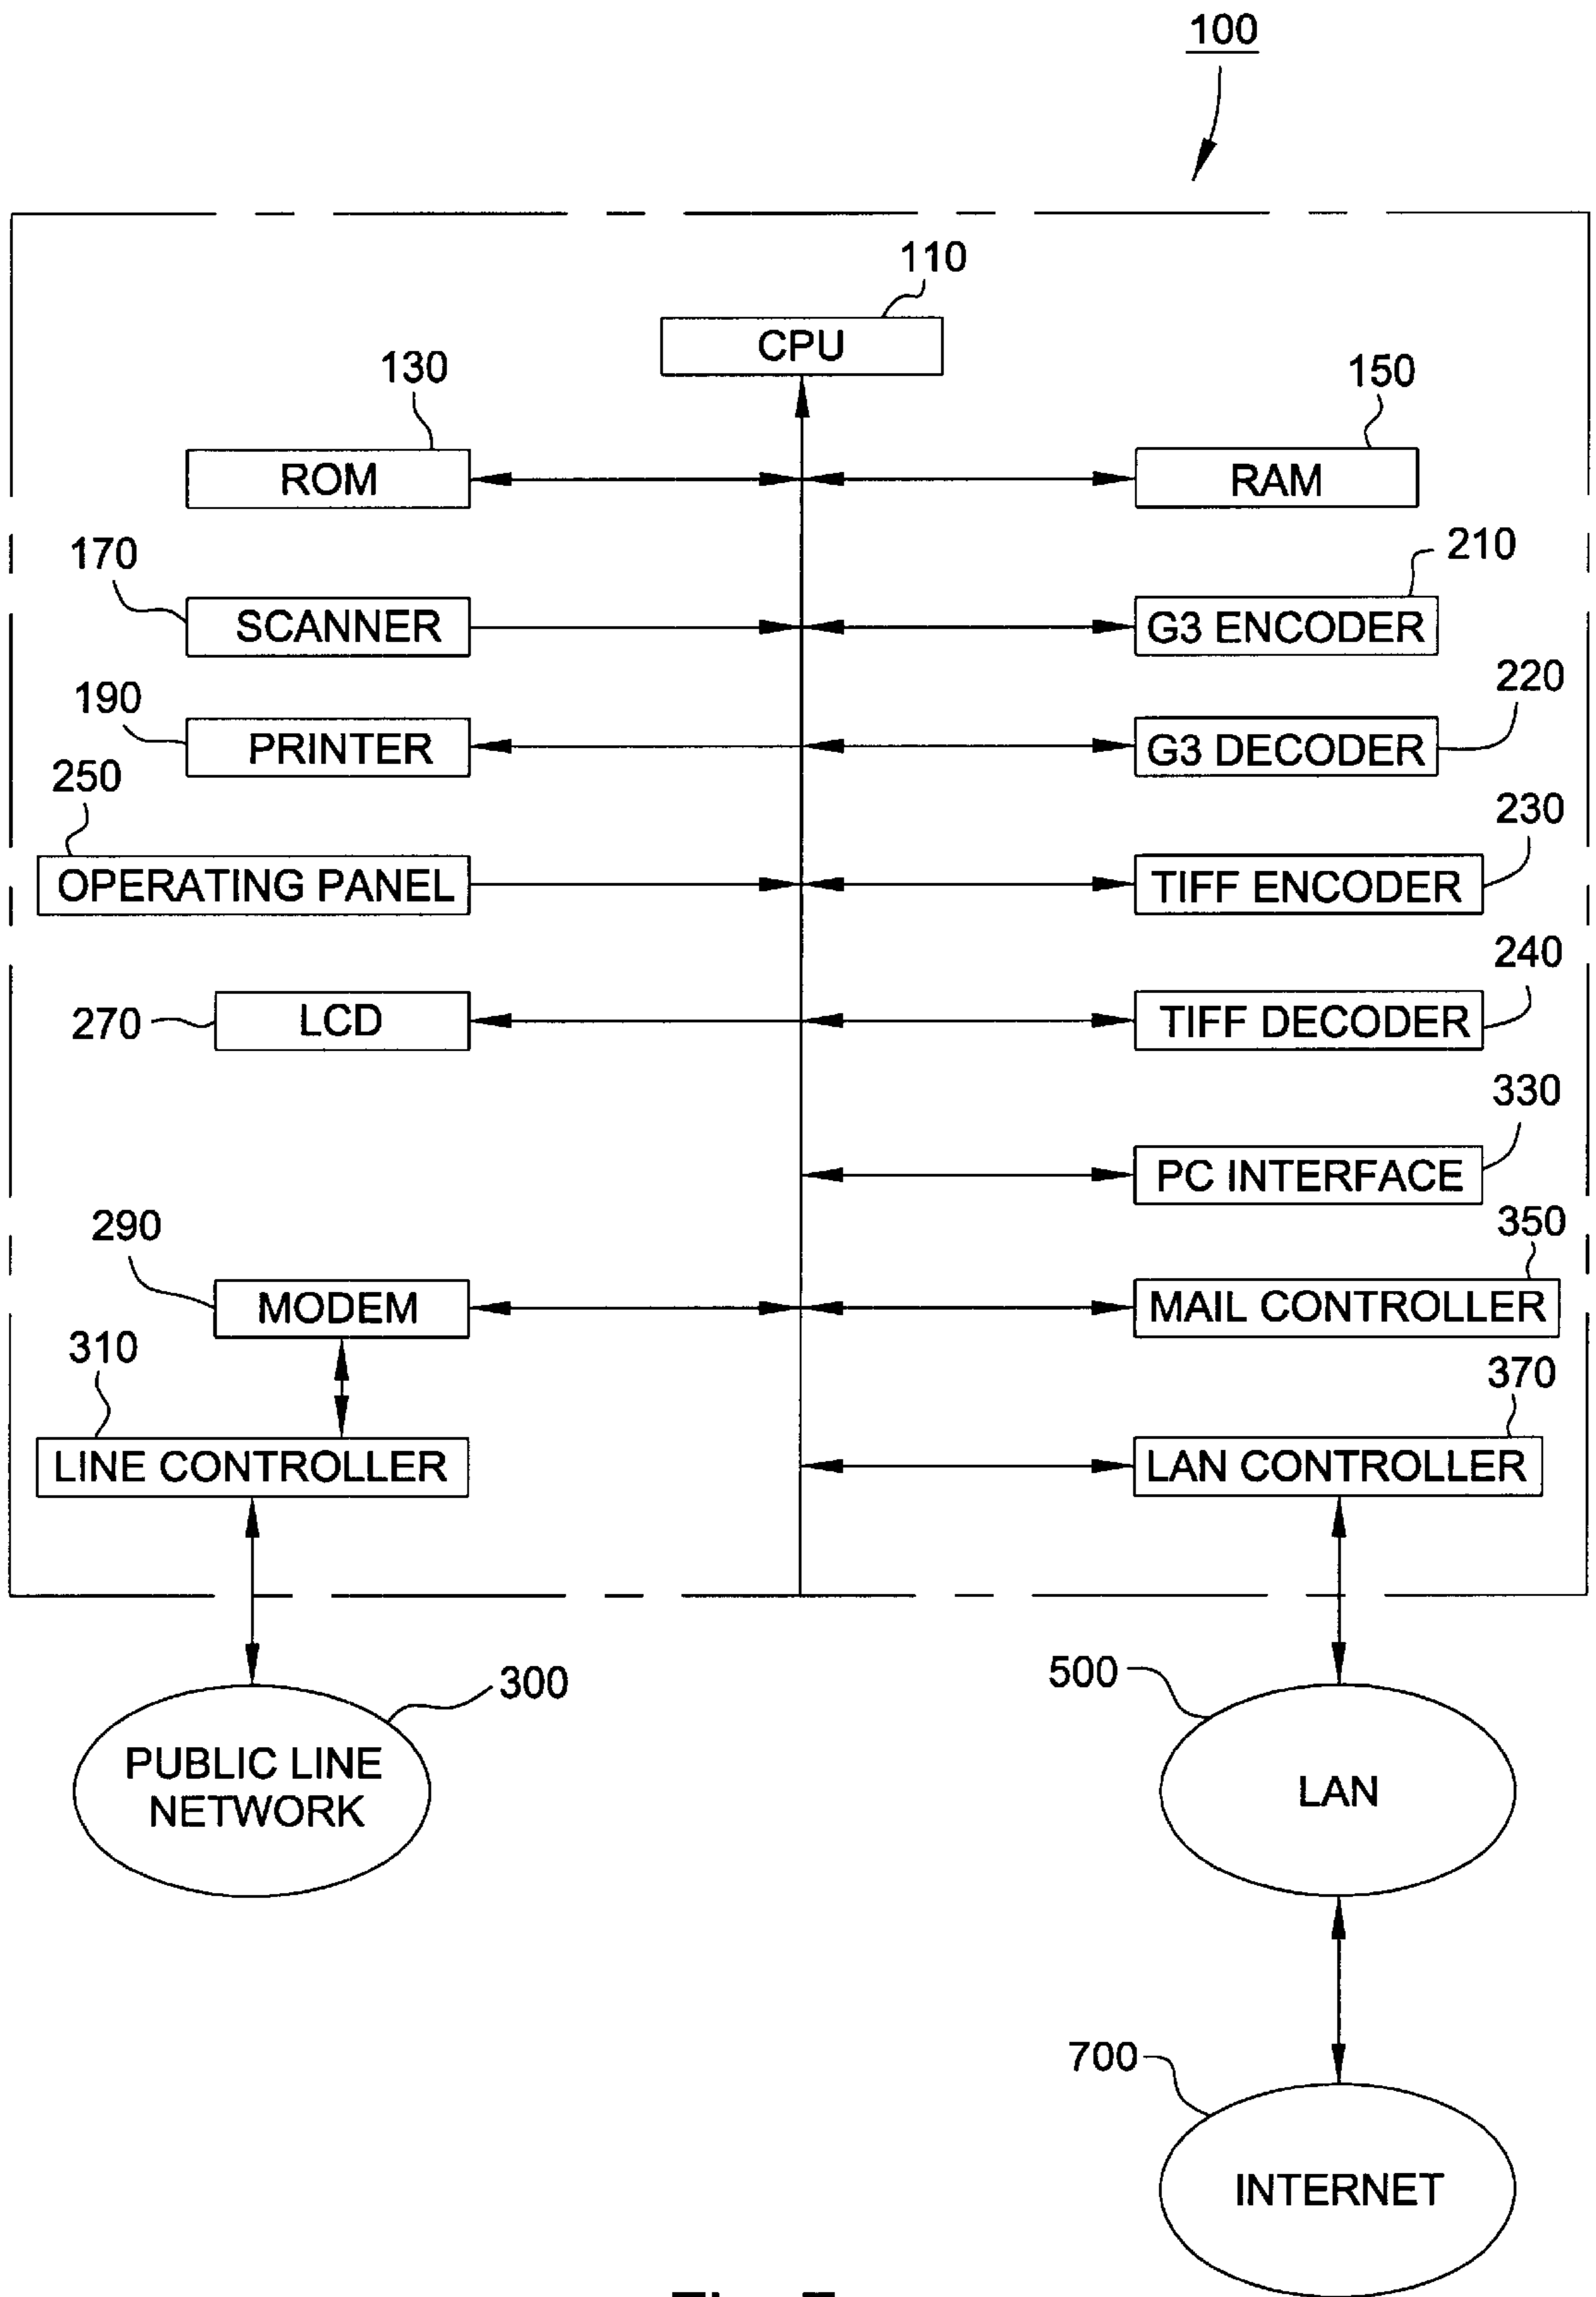 100
110
CPU
130
ROM
150
RAM
170
SCANNER
210
G3 ENCODER
190
PRINTER
220
G3 DECODER
250
OPERATING PANEL
230
TIFF ENCODER
270
LCD
240
TIFF DECODER
330
PC INTERFACE
290
MODEM
350
MAIL CONTROLLER
310
LINE CONTROLLER
370
LAN CONTROLLER
300
PUBLIC LINE
NETWORK
500
LAN
700
INTERNET